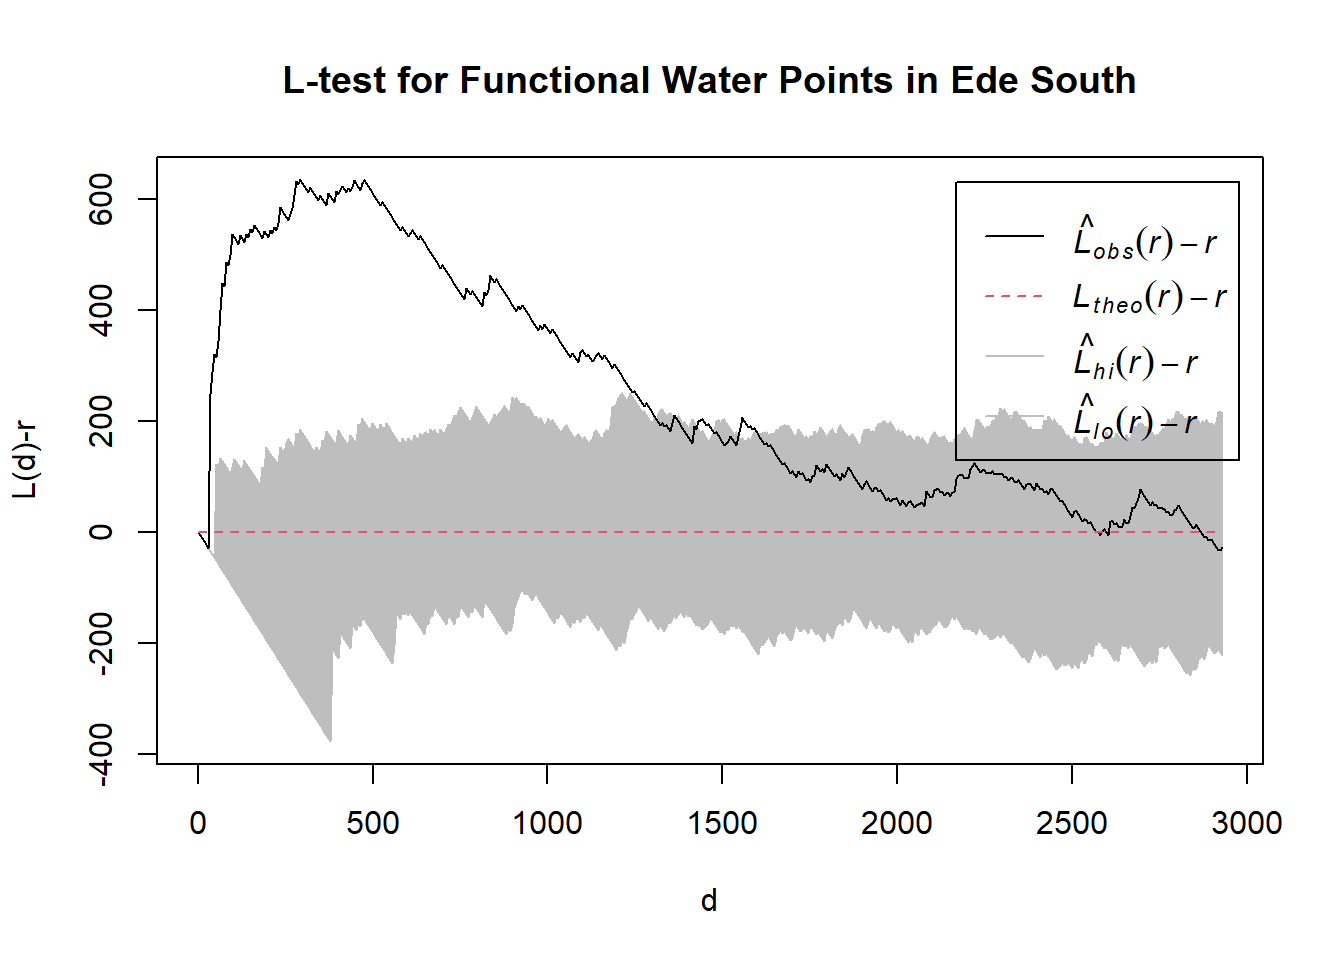 L-test for Functional Water Points in Ede South
L(d)-r
600
400
200
0
-200
-400
L̂obs(r) – r
Ltheo(r) – r
L̂hi(r) – r
L̂lo(r) – r
0 500 1000 1500 2000 2500 3000
d